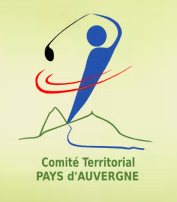 Comité Territorial
PAYS d'AUVERGNE